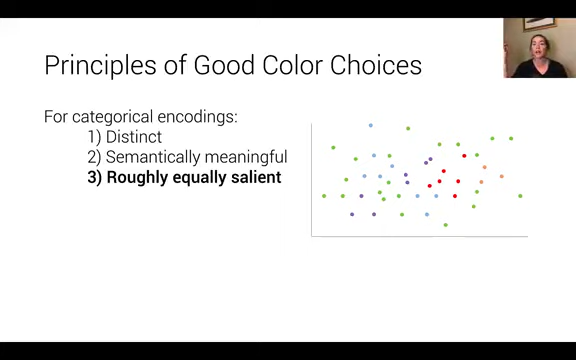 Principles of Good Color Choices
For categorical encodings:
1) Distinct
2) Semantically meaningful
3) Roughly equally salient